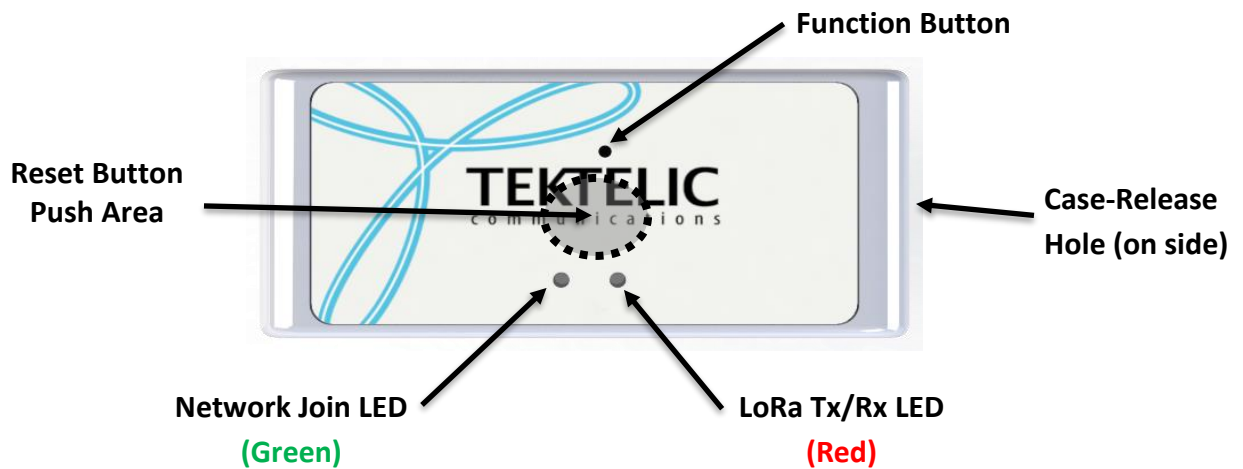 Function Button
TEKTELIC
communications
Reset Button
Push Area
Case-Release
Hole (on side)
Network Join LED
(Green)
LoRa Tx/Rx LED
(Red)